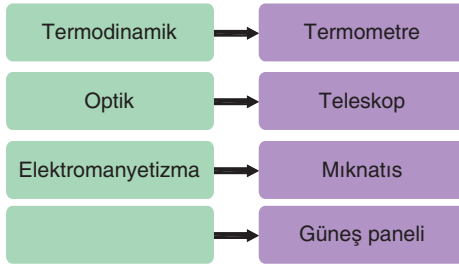 Termodinamik
Termometre
Optik
Teleskop
Elektromanyetizma
Mıknatıs
Güneş paneli